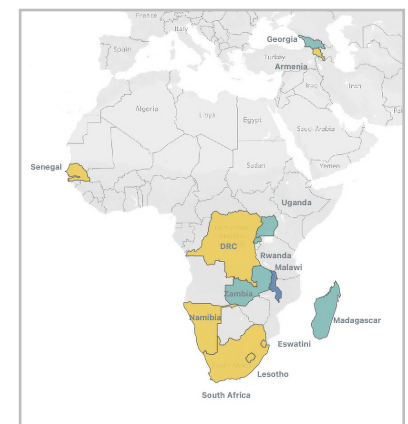 France
Italy
Georgia
Spain
Turkey
Armenia
Iraq
Iran
Algeria
Libya
Egypt
Saudi Arabia
Senegal
Sudan
Yemen
Uganda
DRC
Rwanda
Malawi
Zambia
Namibia
Madagascar
Eswatini
Lesotho
South Africa